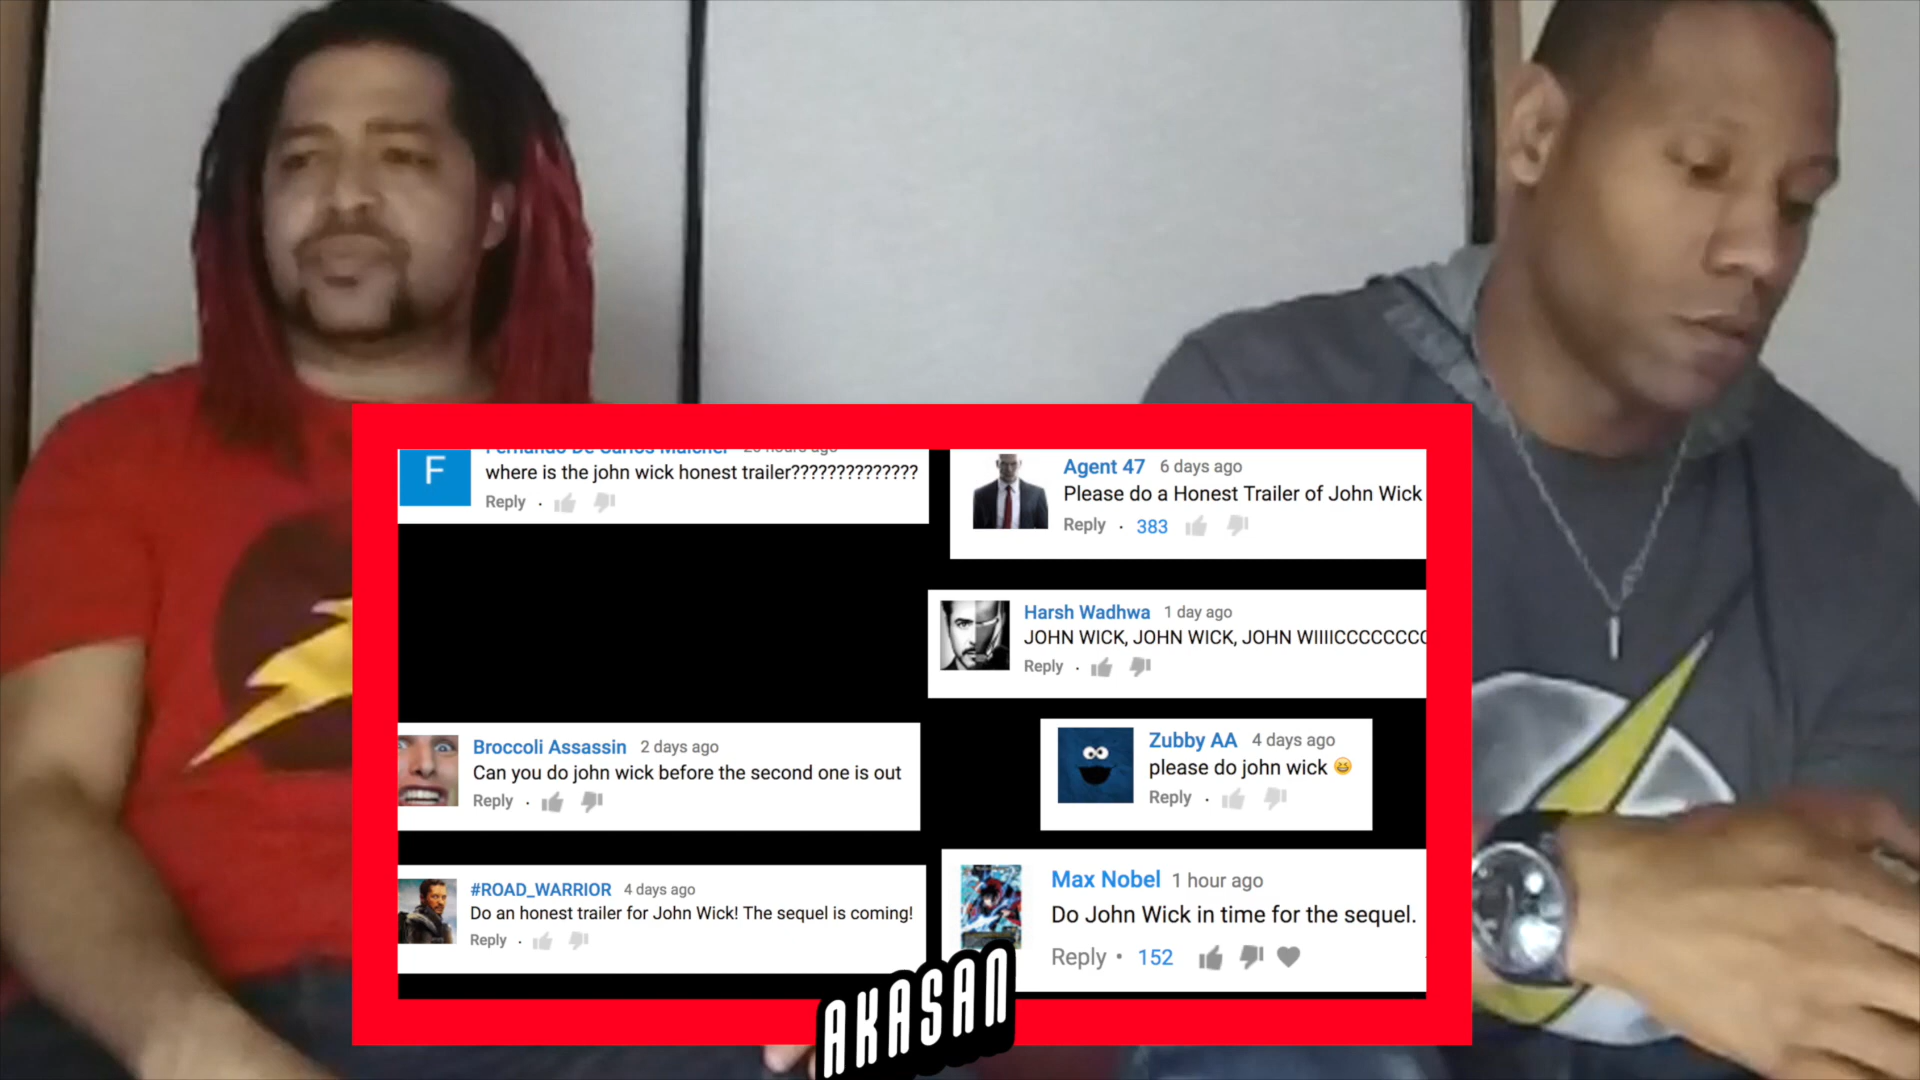 F
where is the john wick honest trailer??????????????
Reply ·
Agent 47 6 days ago
Please do a Honest Trailer of John Wick
Reply · 383
Harsh Wadhwa 1 day ago
JOHN WICK, JOHN WICK, JOHN WIIIICCCCCCCC
Reply ·
Broccoli Assassin 2 days ago
Can you do john wick before the second one is out
Reply ·
Zubby AA 4 days ago
please do john wick 😆
Reply ·
#ROAD_WARRIOR 4 days ago
Do an honest trailer for John Wick! The sequel is coming!
Reply ·
Max Nobel 1 hour ago
Do John Wick in time for the sequel.
Reply · 152
AKASAN